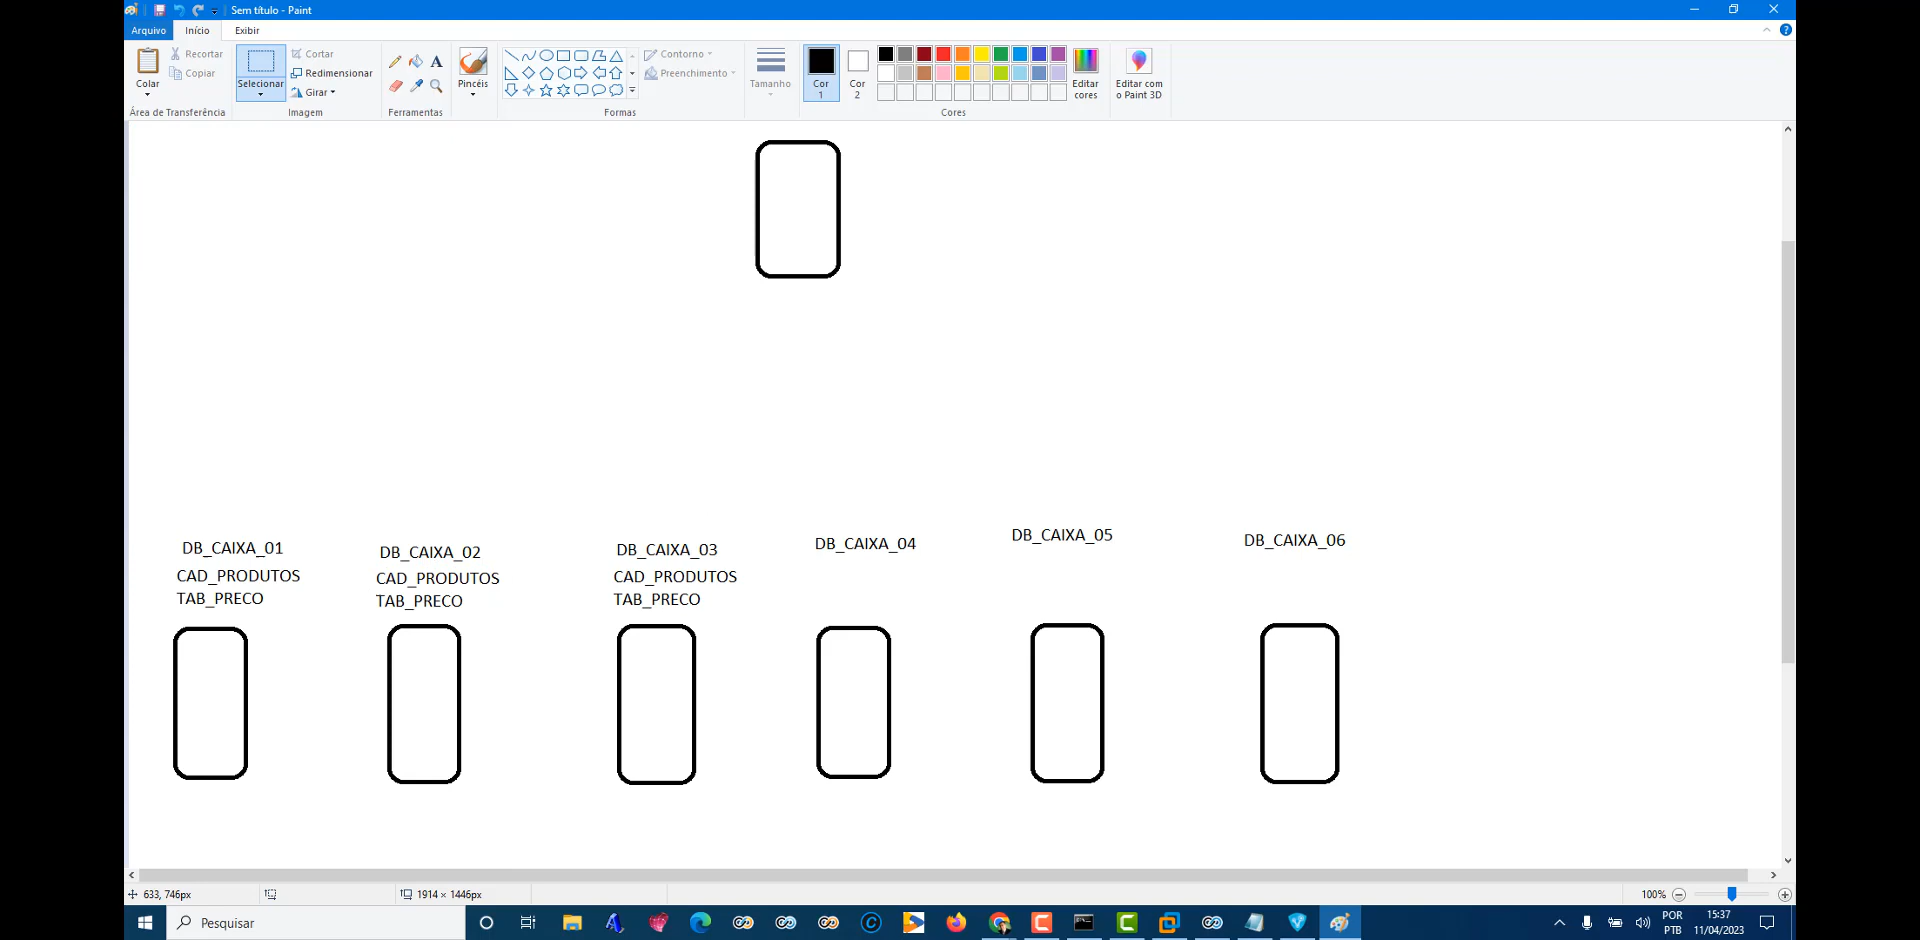 Sem título - Paint
Arquivo
Início
Exibir
Colar
Recortar
Copiar
Área de Transferência
Selecionar
Cortar
Redimensionar
Girar
Imagem
A
Ferramentas
Pincéis
Contorno
Preenchimento
Formas
Tamanho
Cor
1
Cor
2
Editar
cores
Cores
Editar com
o Paint 3D
DB_CAIXA_01
CAD_PRODUTOS
TAB_PRECO
DB_CAIXA_02
CAD_PRODUTOS
TAB_PRECO
DB_CAIXA_03
CAD_PRODUTOS
TAB_PRECO
DB_CAIXA_04
DB_CAIXA_05
DB_CAIXA_06
633, 746px
1914 × 1446px
100%
Pesquisar
POR
PTB
15:37
11/04/2023